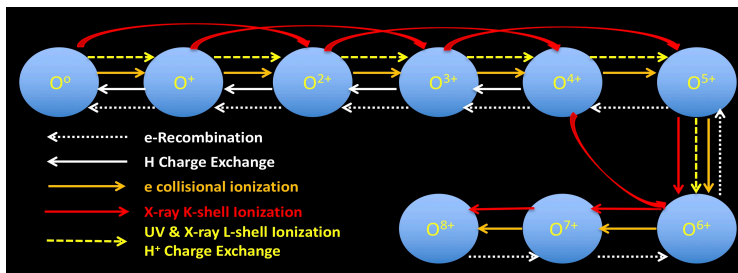 O⁰ O⁺ O²⁺ O³⁺ O⁴⁺ O⁵⁺
e-Recombination
H Charge Exchange
e collisional ionization
X-ray K-shell Ionization
UV & X-ray L-shell Ionization
H⁺ Charge Exchange
O⁸⁺ O⁷⁺ O⁶⁺